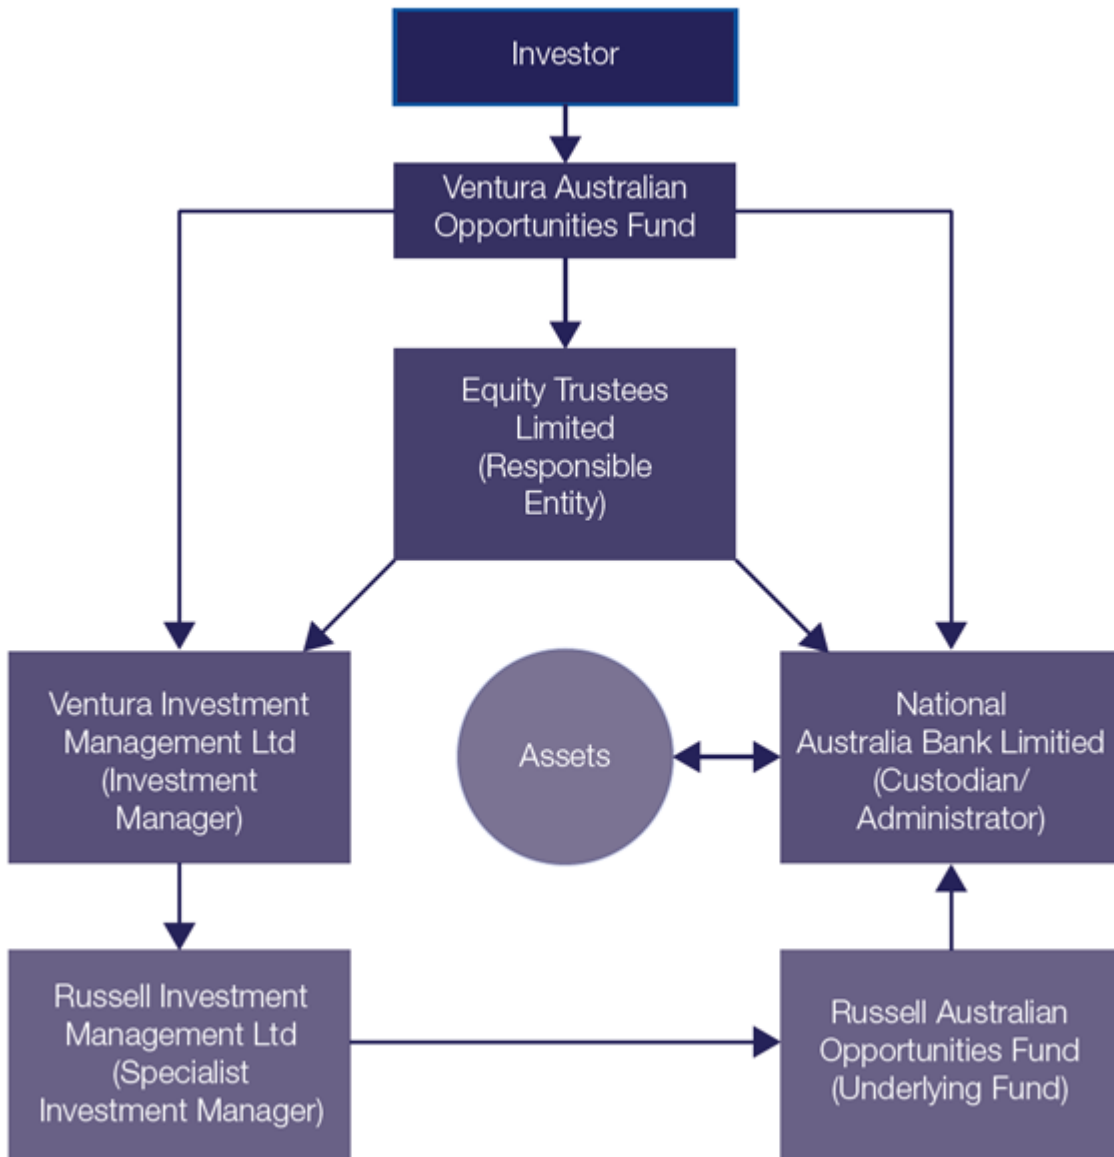 Investor
Ventura Australian
Opportunities Fund
Equity Trustees
Limited
(Responsible
Entity)
Ventura Investment
Management Ltd
(Investment
Manager)
Assets
National
Australia Bank Limitied
(Custodian/
Administrator)
Russell Investment
Management Ltd
(Specialist
Investment Manager)
Russell Australian
Opportunities Fund
(Underlying Fund)